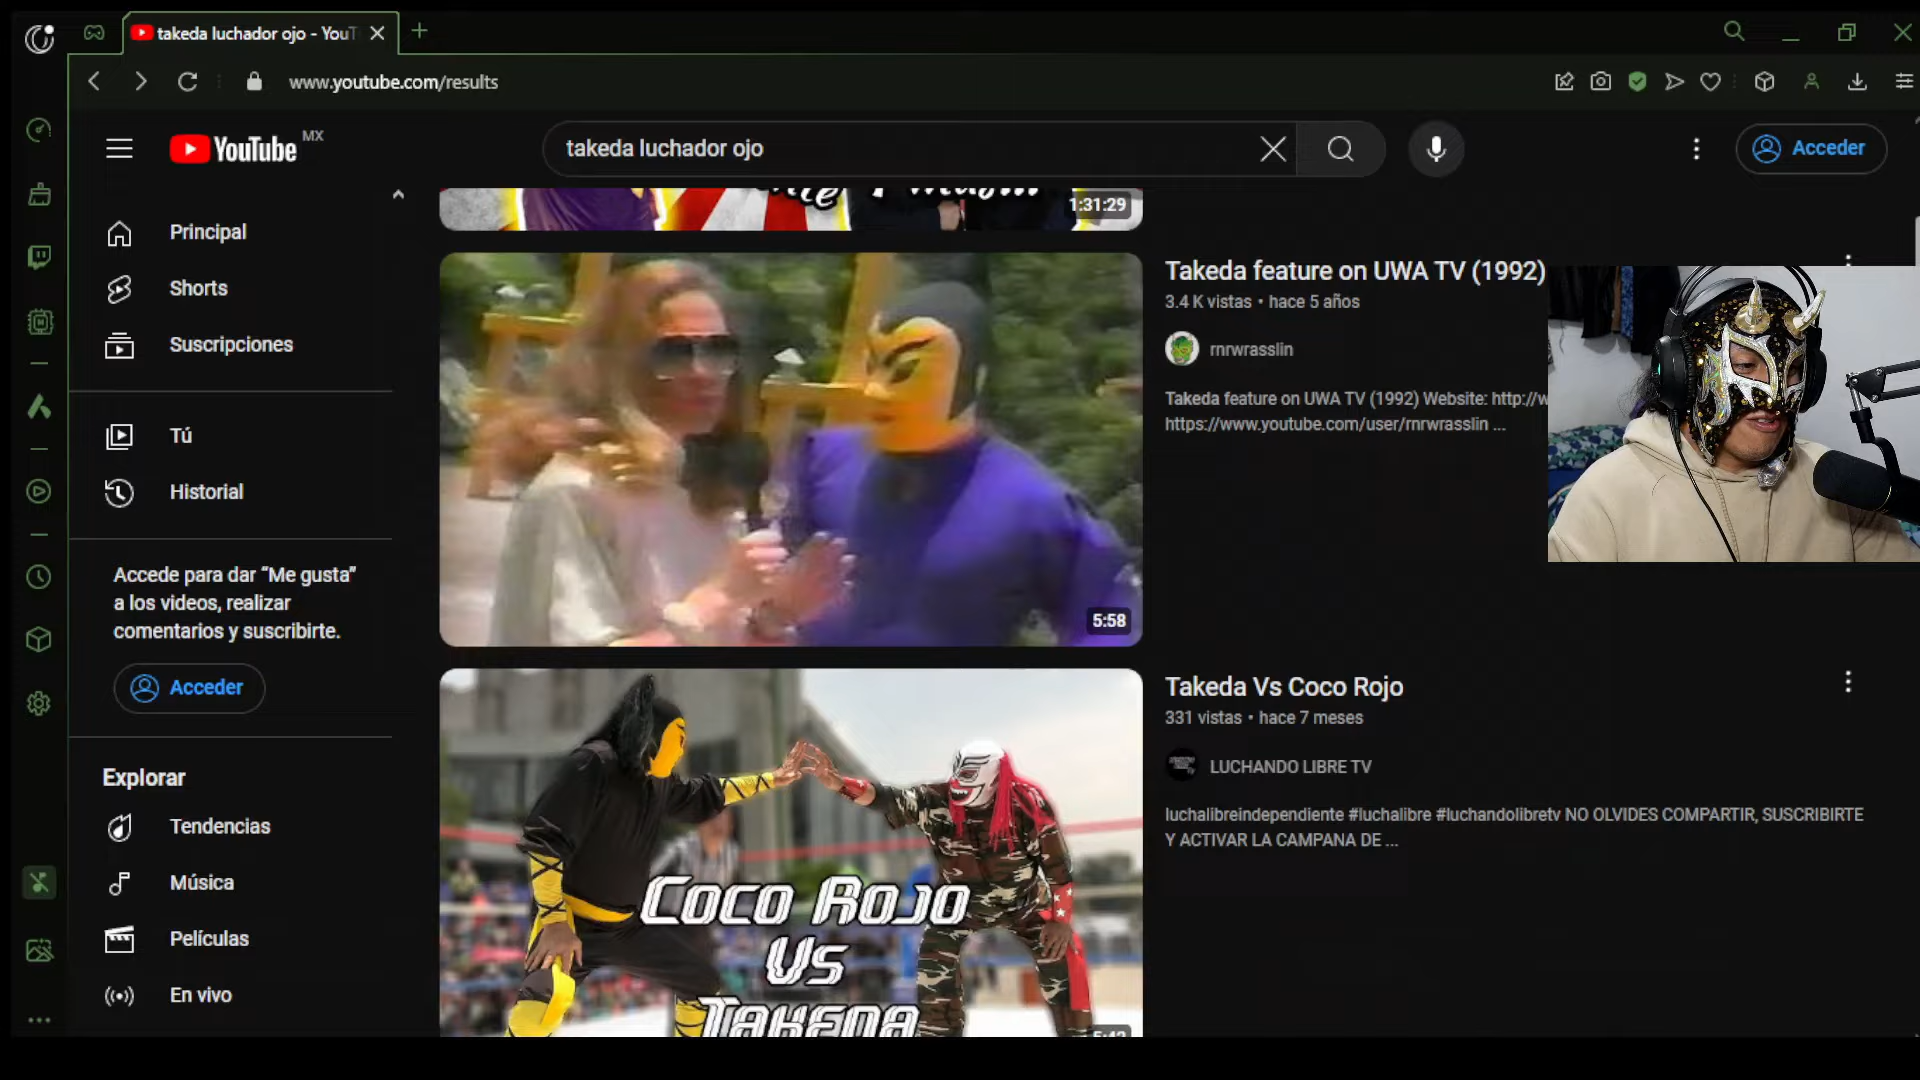 takeda luchador ojo - YouT
www.youtube.com/results
YouTube MX
takeda luchador ojo
Acceder
Principal
Shorts
Suscripciones
Tú
Historial
Accede para dar “Me gusta”
a los videos, realizar
comentarios y suscribirte.
Acceder
Explorar
Tendencias
Música
Películas
En vivo
1:31:29
Takeda feature on UWA TV (1992)
3.4 K vistas • hace 5 años
rnrwrasslin
Takeda feature on UWA TV (1992) Website: http://w
https://www.youtube.com/user/rnrwrasslin ...
5:58
Takeda Vs Coco Rojo
331 vistas • hace 7 meses
LUCHANDO LIBRE TV
luchalibreindependiente #luchalibre #luchandolibretv NO OLVIDES COMPARTIR, SUSCRIBIRTE
Y ACTIVAR LA CAMPANA DE ...
Coco Rojo
Vs
Takeda